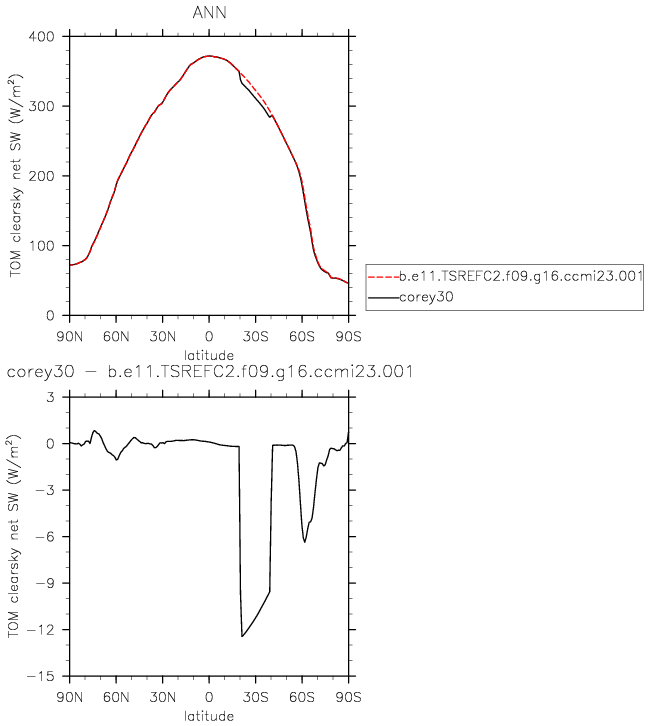 ANN
TOM clearsky net SW (W/m²)
400
300
200
100
0
90N 60N 30N 0 30S 60S 90S
latitude
b.e11.TSREFC2.f09.g16.ccmi23.001
corey30
corey30 − b.e11.TSREFC2.f09.g16.ccmi23.001
TOM clearsky net SW (W/m²)
3
0
−3
−6
−9
−12
−15
90N 60N 30N 0 30S 60S 90S
latitude